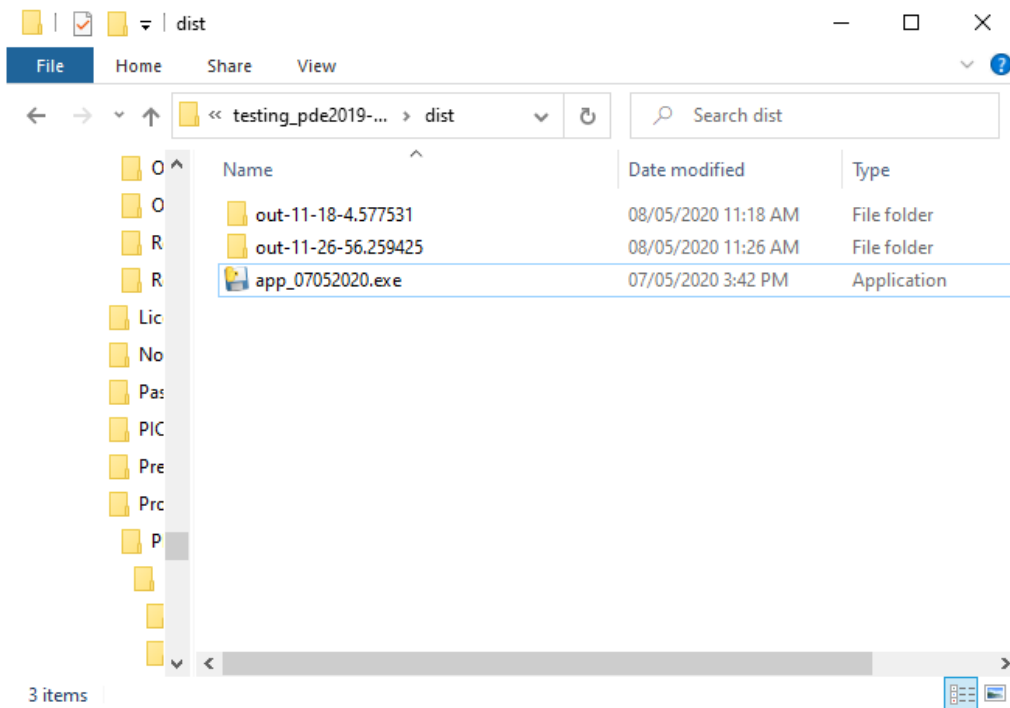 dist
File Home Share View
« testing_pde2019-... > dist Search dist
Name Date modified Type
O
O
R
R
Lic
No
Pas
PIC
Pre
Pro
P
out-11-18-4.577531 08/05/2020 11:18 AM File folder
out-11-26-56.259425 08/05/2020 11:26 AM File folder
app_07052020.exe 07/05/2020 3:42 PM Application
3 items